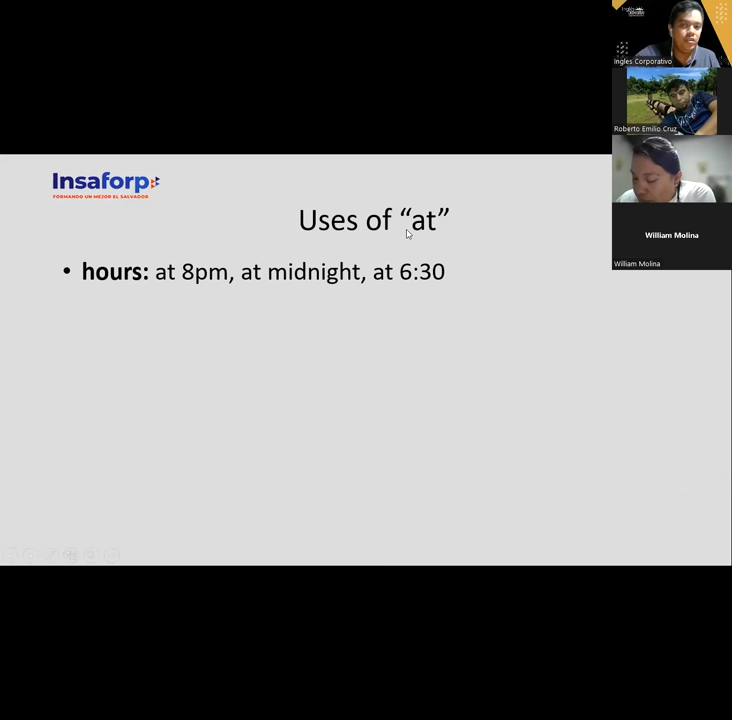 Ingles Corporativo
Roberto Emilio Cruz
William Molina
William Molina
Insaforp
FORMANDO UN MEJOR EL SALVADOR
Uses of “at”
• hours: at 8pm, at midnight, at 6:30